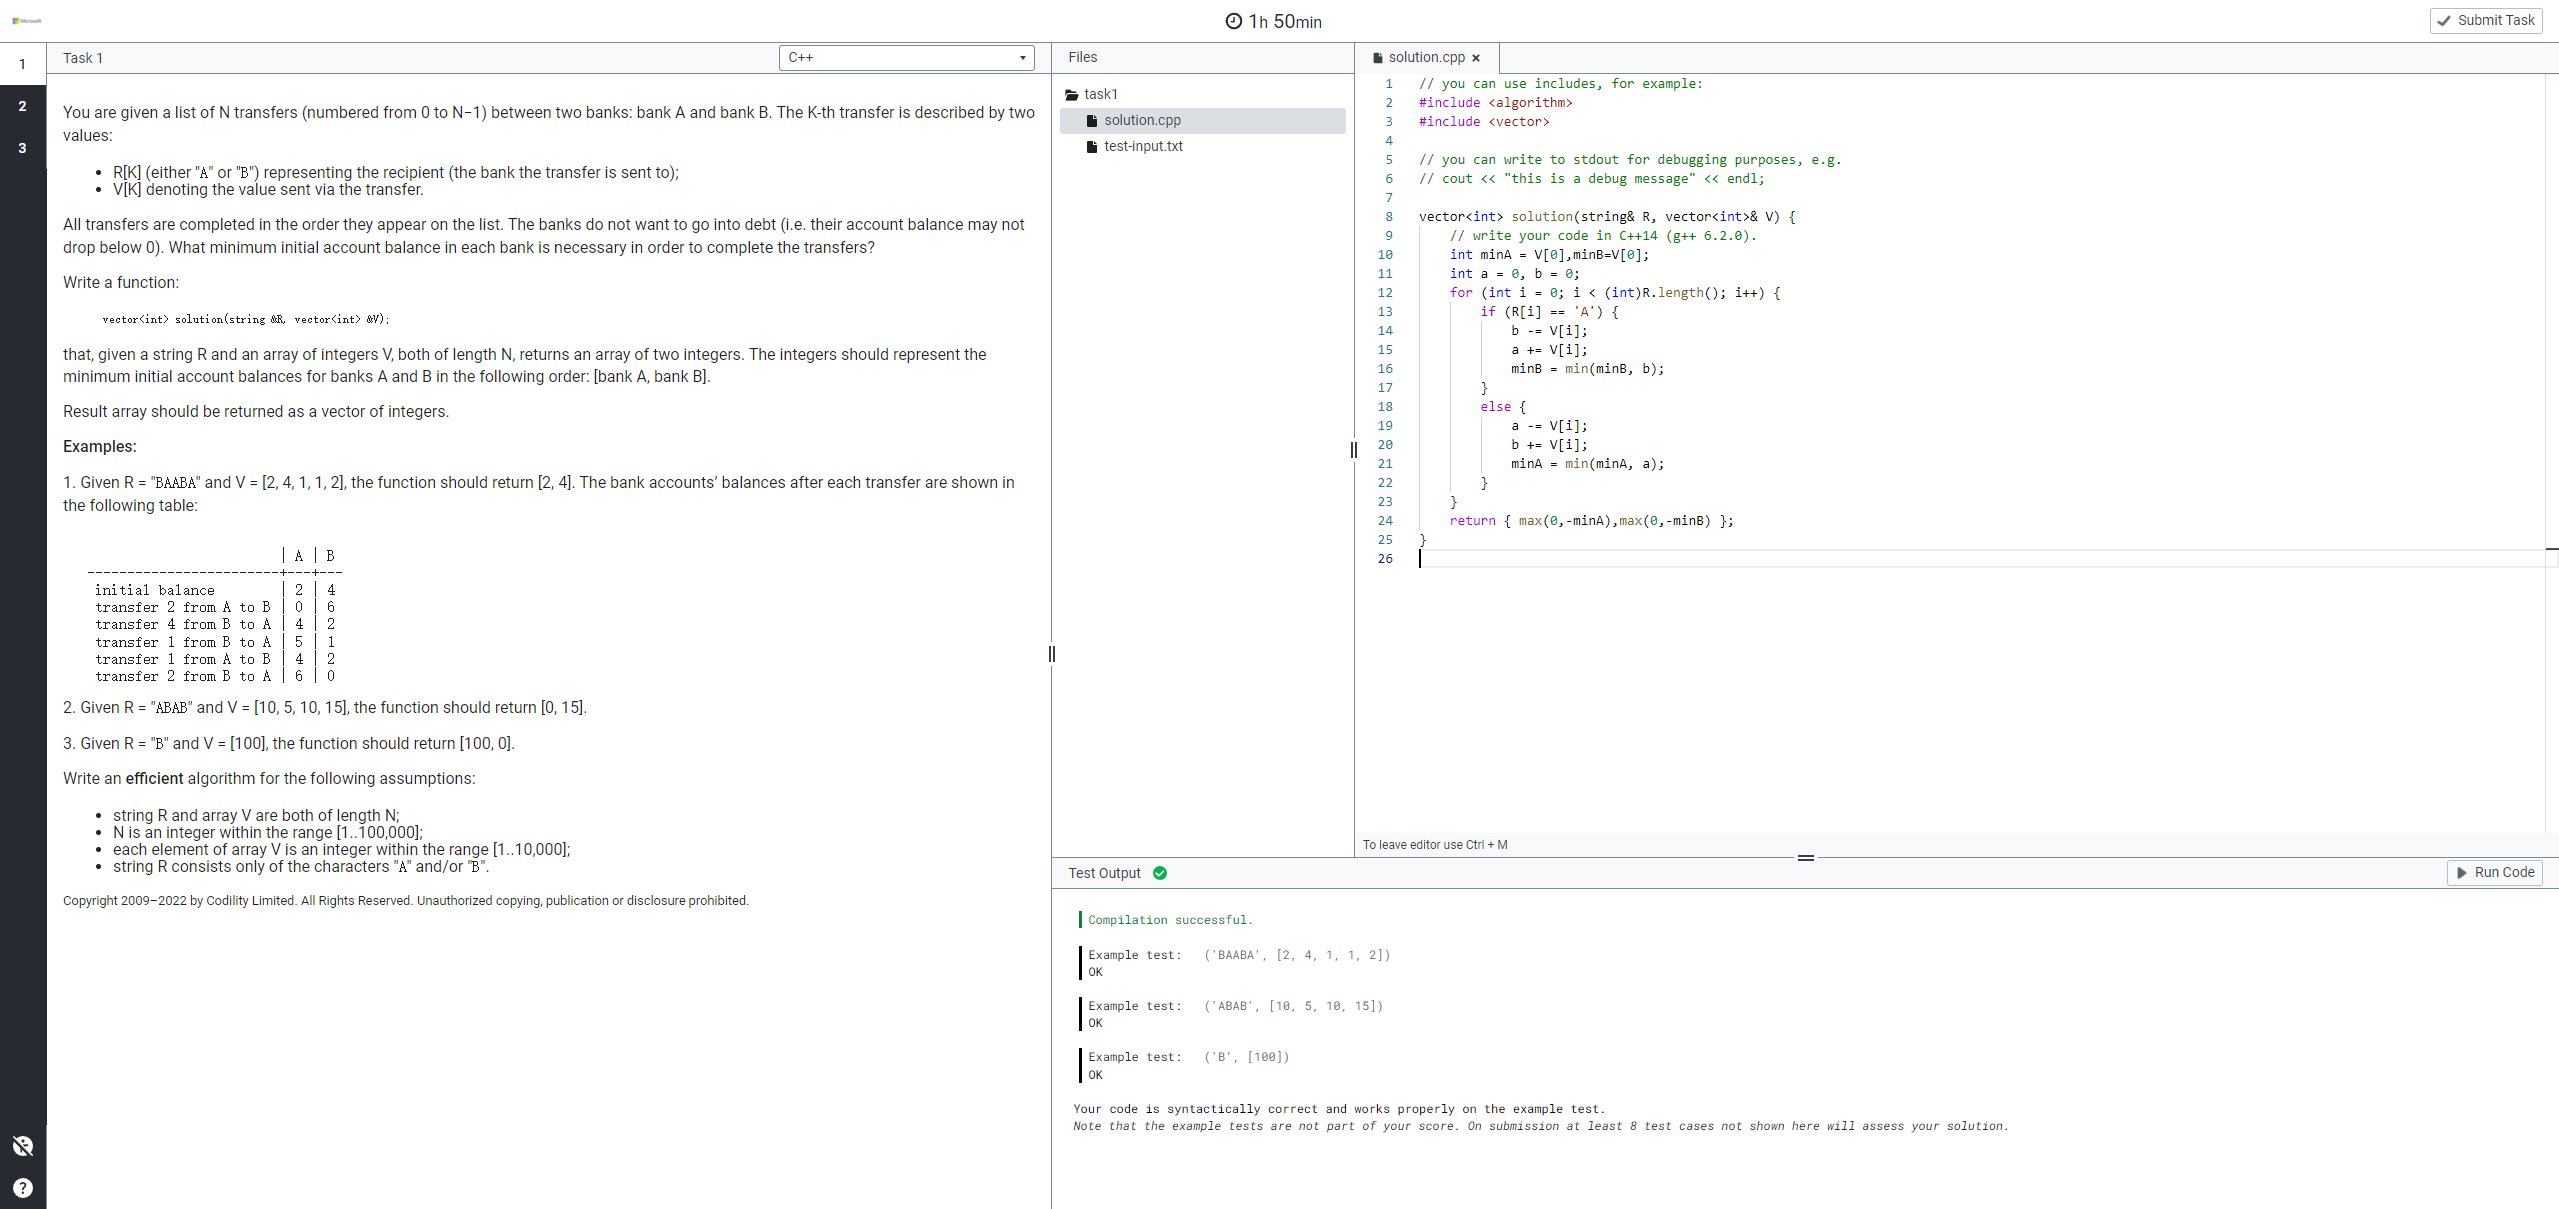 Microsoft
1h 50min
Submit Task
1
2
3
Task 1
C++
You are given a list of N transfers (numbered from 0 to N−1) between two banks: bank A and bank B. The K-th transfer is described by two
values:
• R[K] (either "A" or "B") representing the recipient (the bank the transfer is sent to);
• V[K] denoting the value sent via the transfer.
All transfers are completed in the order they appear on the list. The banks do not want to go into debt (i.e. their account balance may not
drop below 0). What minimum initial account balance in each bank is necessary in order to complete the transfers?
Write a function:
vector<int> solution(string &R, vector<int> &V);
that, given a string R and an array of integers V, both of length N, returns an array of two integers. The integers should represent the
minimum initial account balances for banks A and B in the following order: [bank A, bank B].
Result array should be returned as a vector of integers.
Examples:
1. Given R = "BAABA" and V = [2, 4, 1, 1, 2], the function should return [2, 4]. The bank accounts’ balances after each transfer are shown in
the following table:
| A | B
------------------------+---+---
initial balance | 2 | 4
transfer 2 from A to B | 0 | 6
transfer 4 from B to A | 4 | 2
transfer 1 from B to A | 5 | 1
transfer 1 from A to B | 4 | 2
transfer 2 from B to A | 6 | 0
2. Given R = "ABAB" and V = [10, 5, 10, 15], the function should return [0, 15].
3. Given R = "B" and V = [100], the function should return [100, 0].
Write an efficient algorithm for the following assumptions:
• string R and array V are both of length N;
• N is an integer within the range [1..100,000];
• each element of array V is an integer within the range [1..10,000];
• string R consists only of the characters "A" and/or "B".
Copyright 2009–2022 by Codility Limited. All Rights Reserved. Unauthorized copying, publication or disclosure prohibited.
Files
task1
solution.cpp
test-input.txt
solution.cpp ×
1 // you can use includes, for example:
2 #include <algorithm>
3 #include <vector>
4
5 // you can write to stdout for debugging purposes, e.g.
6 // cout << "this is a debug message" << endl;
7
8 vector<int> solution(string& R, vector<int>& V) {
9 // write your code in C++14 (g++ 6.2.0).
10 int minA = V[0],minB=V[0];
11 int a = 0, b = 0;
12 for (int i = 0; i < (int)R.length(); i++) {
13 if (R[i] == 'A') {
14 b -= V[i];
15 a += V[i];
16 minB = min(minB, b);
17 }
18 else {
19 a -= V[i];
20 b += V[i];
21 minA = min(minA, a);
22 }
23 }
24 return { max(0,-minA),max(0,-minB) };
25 }
26
To leave editor use Ctrl + M
Test Output
Run Code
Compilation successful.
Example test: ('BAABA', [2, 4, 1, 1, 2])
OK
Example test: ('ABAB', [10, 5, 10, 15])
OK
Example test: ('B', [100])
OK
Your code is syntactically correct and works properly on the example test.
Note that the example tests are not part of your score. On submission at least 8 test cases not shown here will assess your solution.